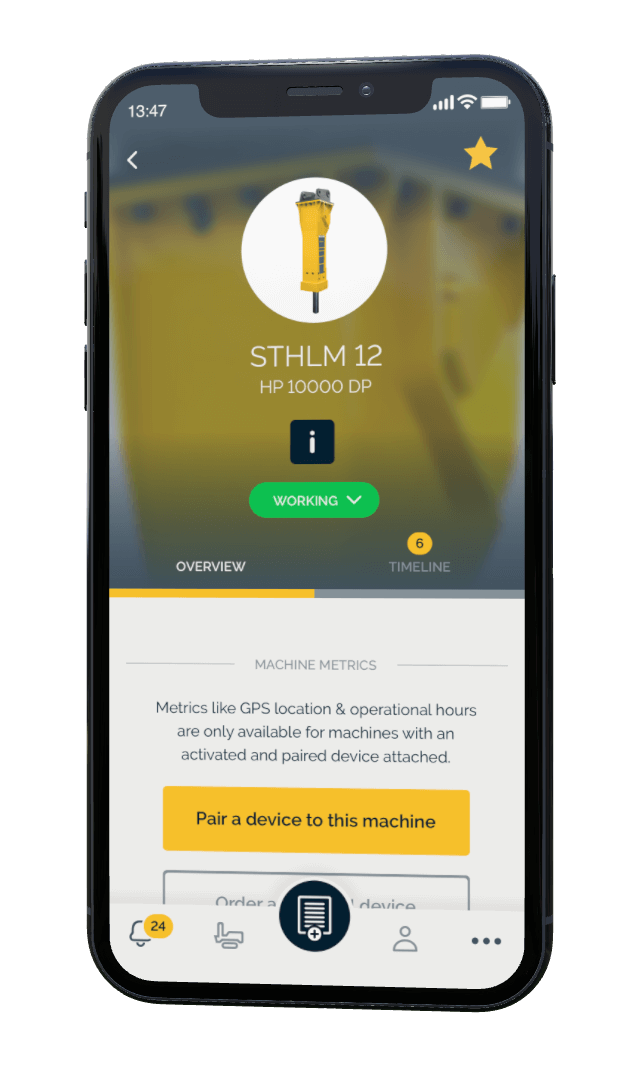 13:47
STHLM 12
HP 10000 DP
i
WORKING
6
OVERVIEW
TIMELINE
MACHINE METRICS
Metrics like GPS location & operational hours
are only available for machines with an
activated and paired device attached.
Pair a device to this machine
Order a device
24